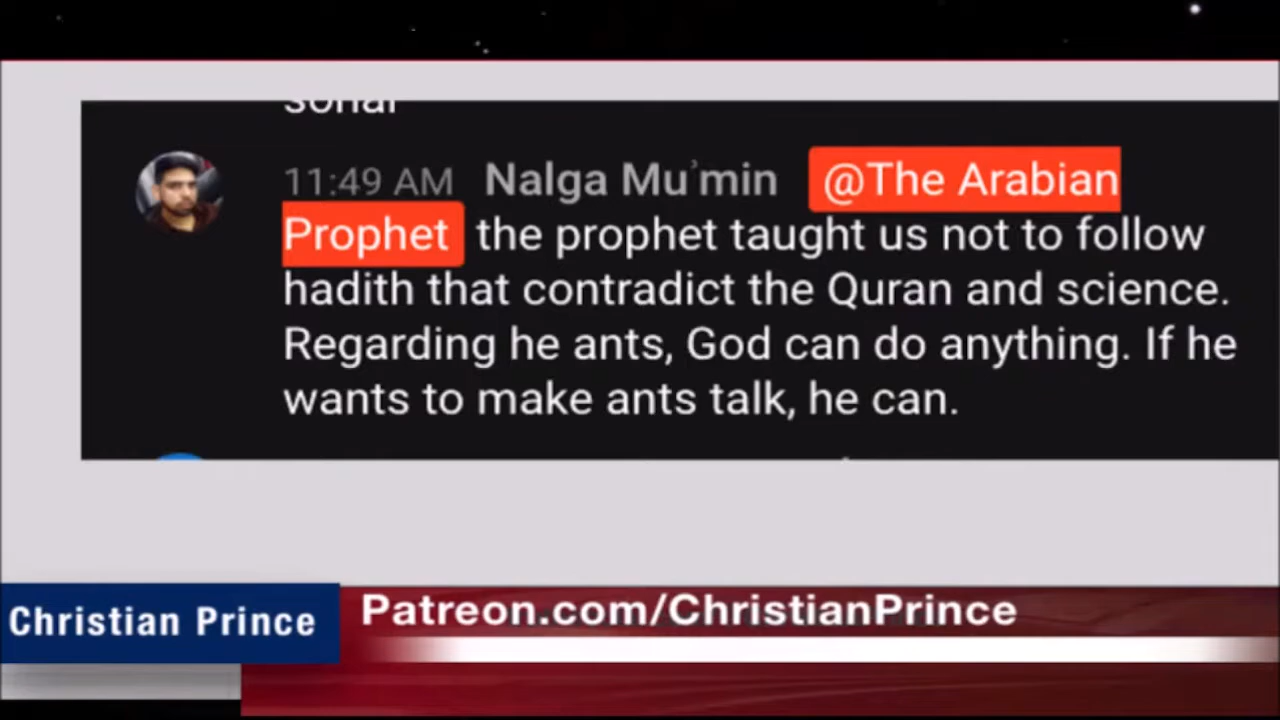 sohai
11:49 AM Nalga Muʾmin @The Arabian
Prophet the prophet taught us not to follow
hadith that contradict the Quran and science.
Regarding he ants, God can do anything. If he
wants to make ants talk, he can.
Christian Prince
Patreon.com/ChristianPrince